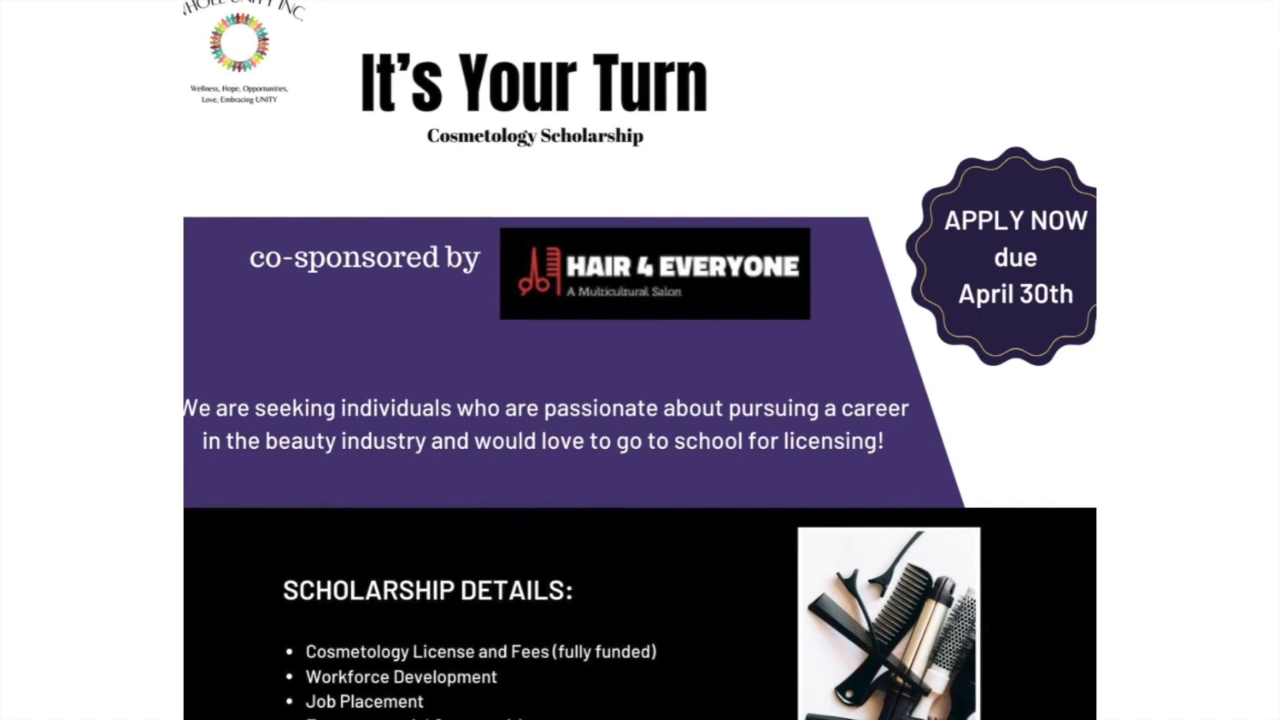 UNITY INC.
Wellness, Hope, Opportunities,
Love, Embracing UNITY
It's Your Turn
Cosmetology Scholarship
APPLY NOW
due
April 30th
co-sponsored by
HAIR 4 EVERYONE
A Multicultural Salon
We are seeking individuals who are passionate about pursuing a career
in the beauty industry and would love to go to school for licensing!
SCHOLARSHIP DETAILS:
• Cosmetology License and Fees (fully funded)
• Workforce Development
• Job Placement